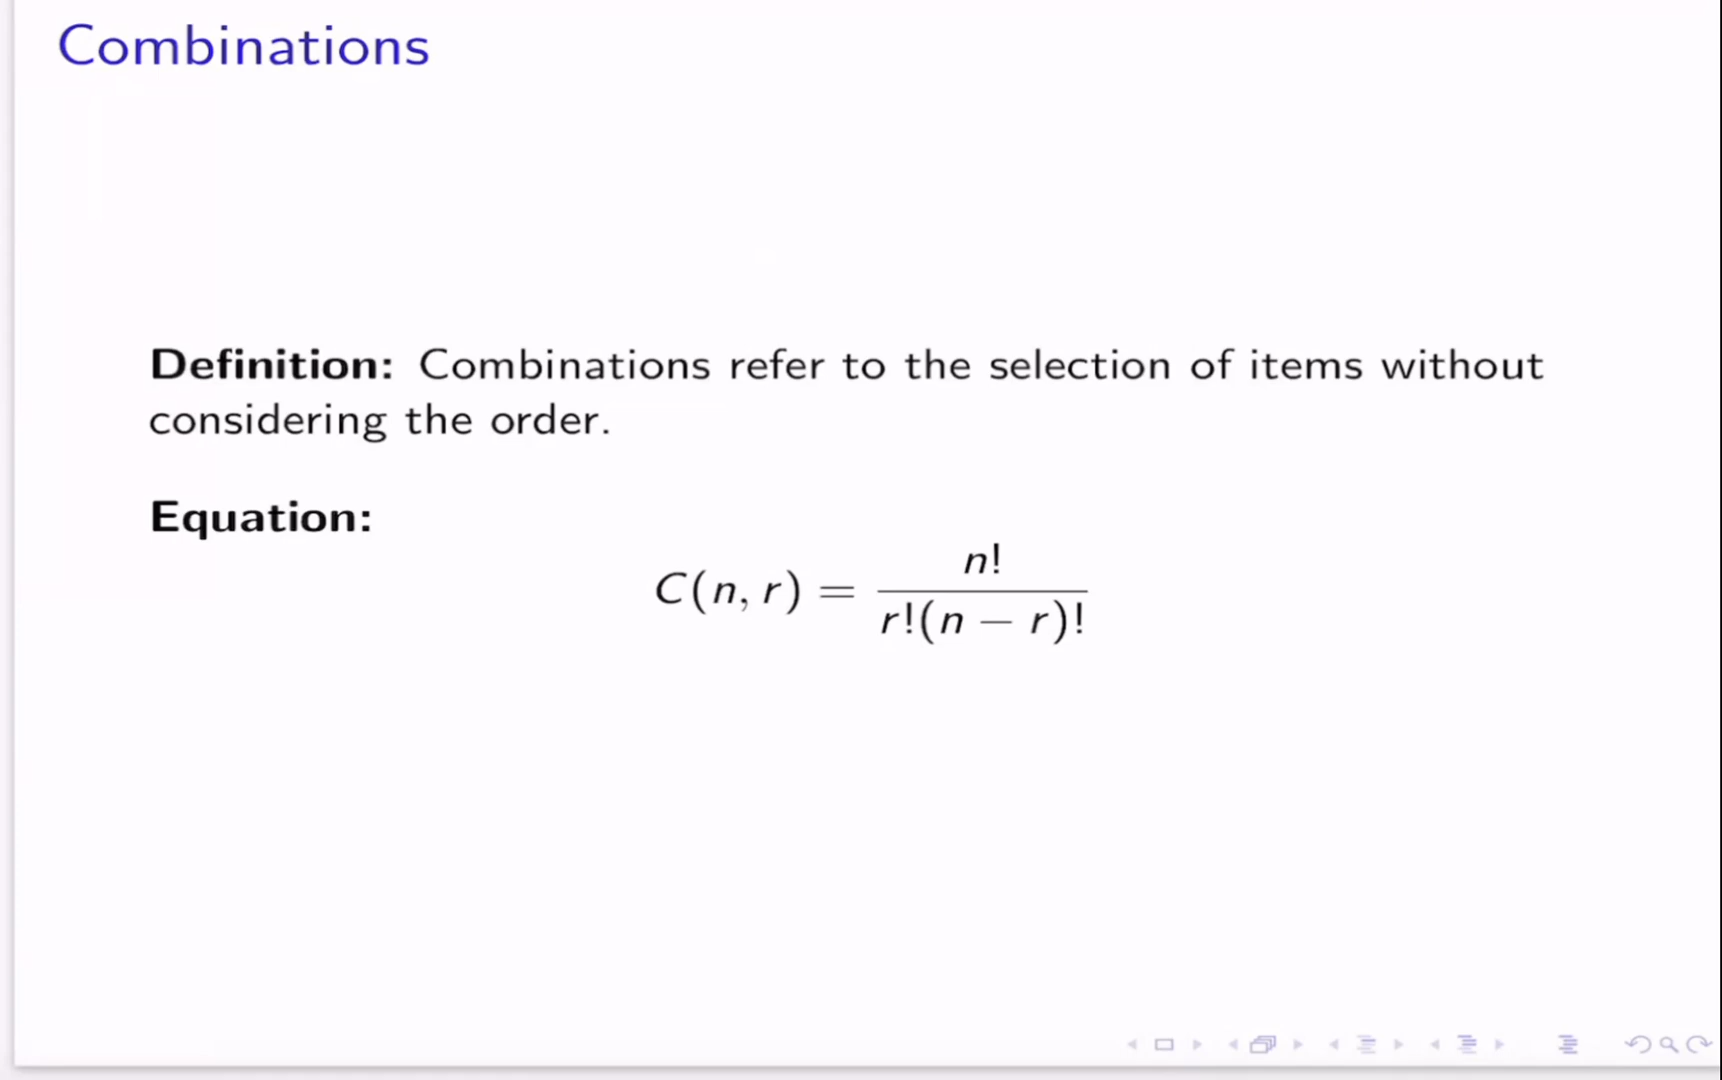 Combinations
Definition: Combinations refer to the selection of items without
considering the order.
Equation:
C(n, r) = n! / r!(n − r)!